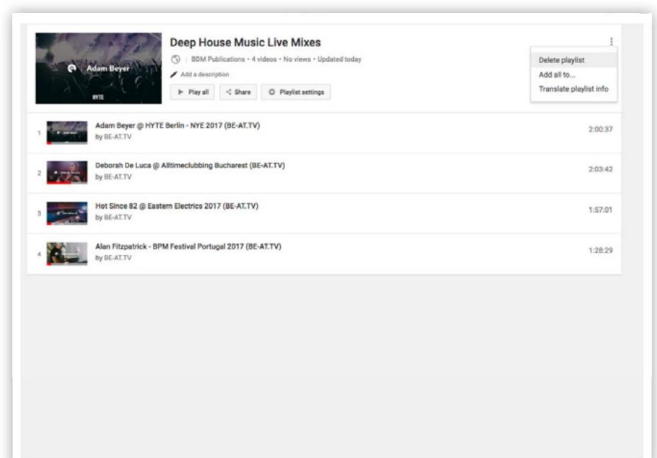 Deep House Music Live Mixes
BDM Publications • 4 videos • No views • Updated today
Add a description
Play all
Share
Playlist settings
Delete playlist
Add all to...
Translate playlist info
Adam Beyer
HYTE
1
Adam Beyer @ HYTE Berlin - NYE 2017 (BE-AT.TV)
by BE-AT.TV
2:00:37
2
Deborah De Luca @ Alltimeclubbing Bucharest (BE-AT.TV)
by BE-AT.TV
2:03:42
3
Hot Since 82 @ Eastern Electrics 2017 (BE-AT.TV)
by BE-AT.TV
1:57:01
4
Alan Fitzpatrick - BPM Festival Portugal 2017 (BE-AT.TV)
by BE-AT.TV
1:28:29